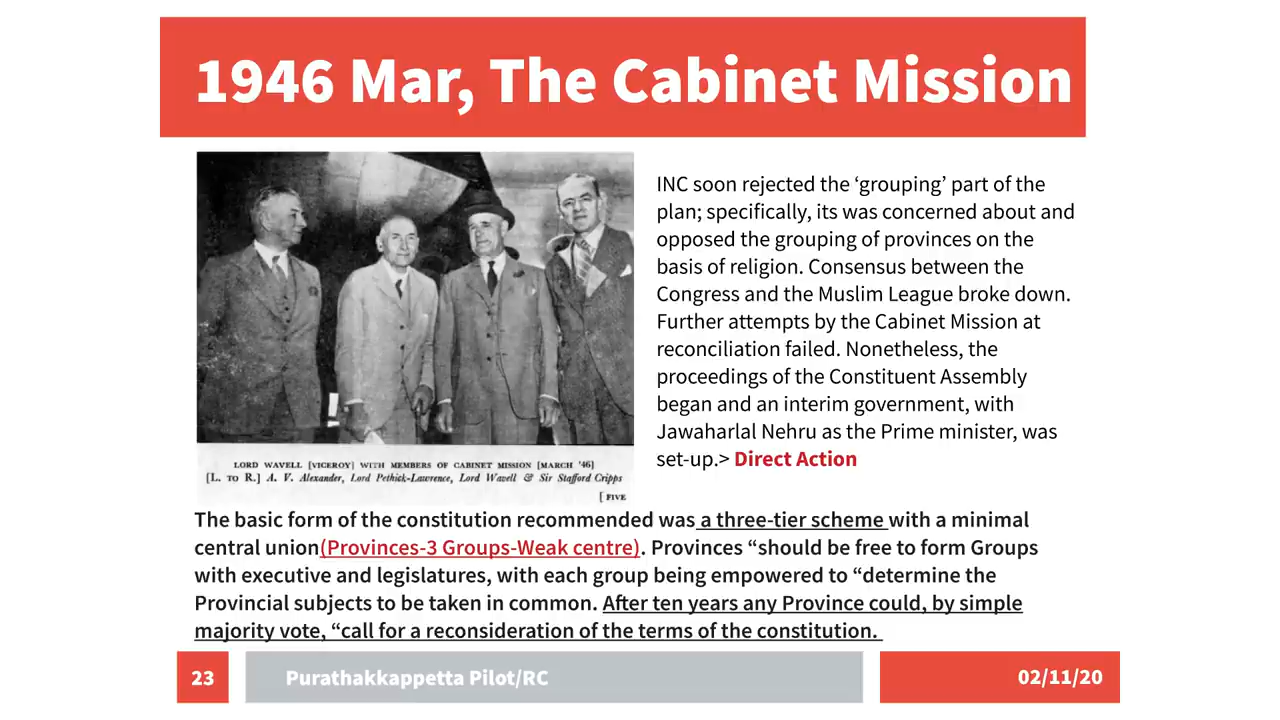 1946 Mar, The Cabinet Mission
LORD WAVELL [VICEROY] WITH MEMBERS OF CABINET MISSION [MARCH '46]
[L. TO R.] A. V. Alexander, Lord Pethick-Lawrence, Lord Wavell & Sir Stafford Cripps
[ FIVE
INC soon rejected the ‘grouping’ part of the
plan; specifically, its was concerned about and
opposed the grouping of provinces on the
basis of religion. Consensus between the
Congress and the Muslim League broke down.
Further attempts by the Cabinet Mission at
reconciliation failed. Nonetheless, the
proceedings of the Constituent Assembly
began and an interim government, with
Jawaharlal Nehru as the Prime minister, was
set-up.> Direct Action
The basic form of the constitution recommended was a three-tier scheme with a minimal
central union(Provinces-3 Groups-Weak centre). Provinces “should be free to form Groups
with executive and legislatures, with each group being empowered to “determine the
Provincial subjects to be taken in common. After ten years any Province could, by simple
majority vote, “call for a reconsideration of the terms of the constitution.
23
Purathakkappetta Pilot/RC
02/11/20